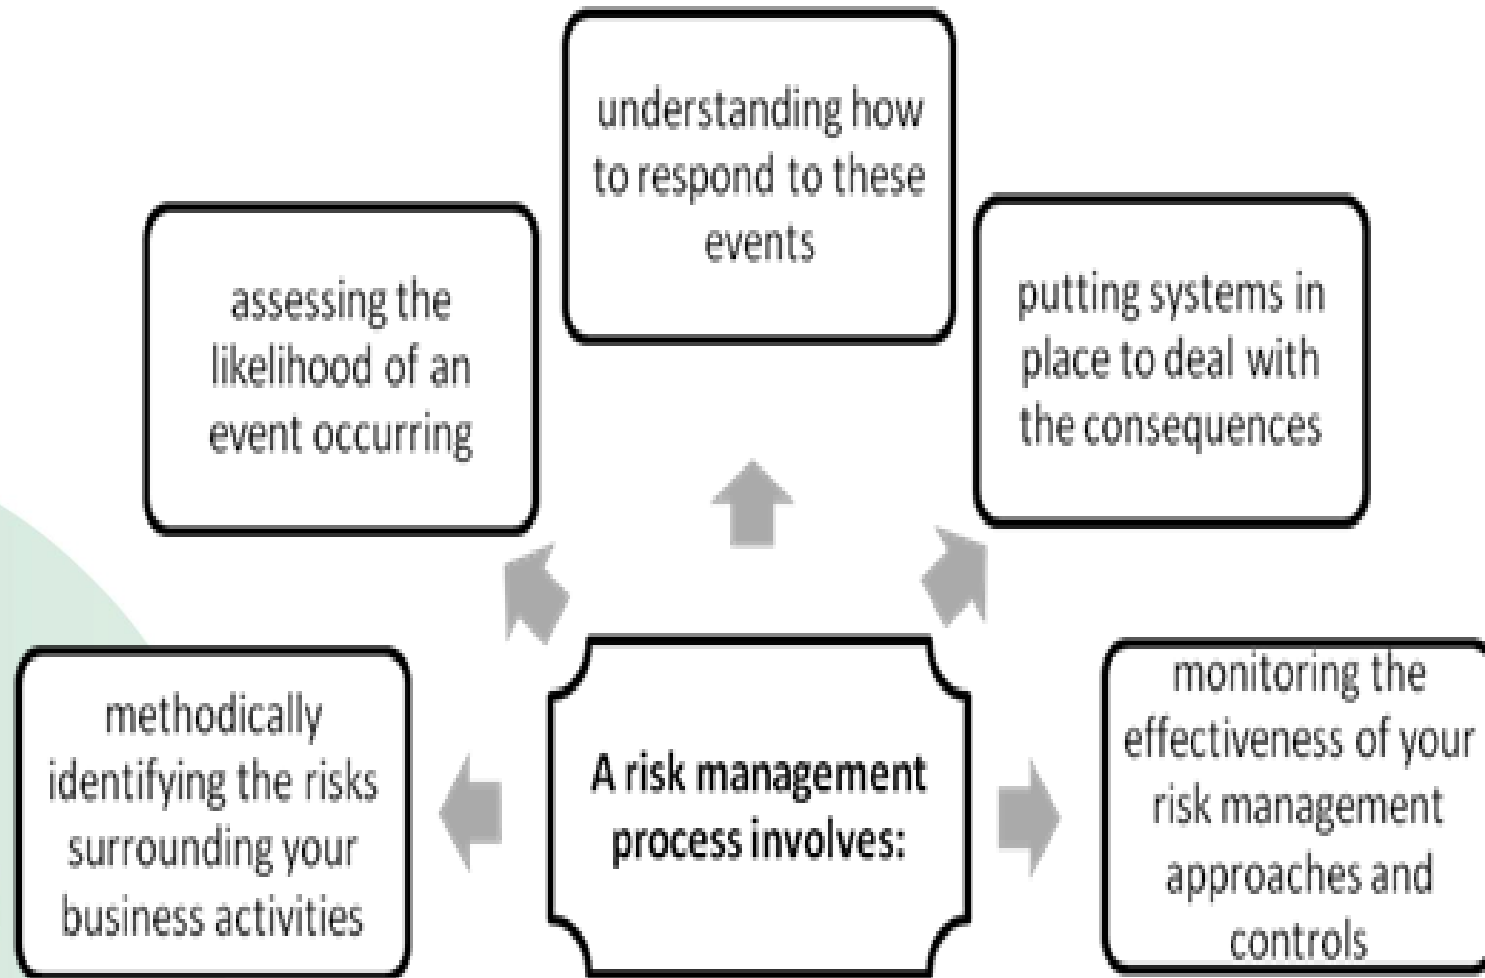 understanding how
to respond to these
events
assessing the
likelihood of an
event occurring
putting systems in
place to deal with
the consequences
methodically
identifying the risks
surrounding your
business activities
A risk management
process involves:
monitoring the
effectiveness of your
risk management
approaches and
controls